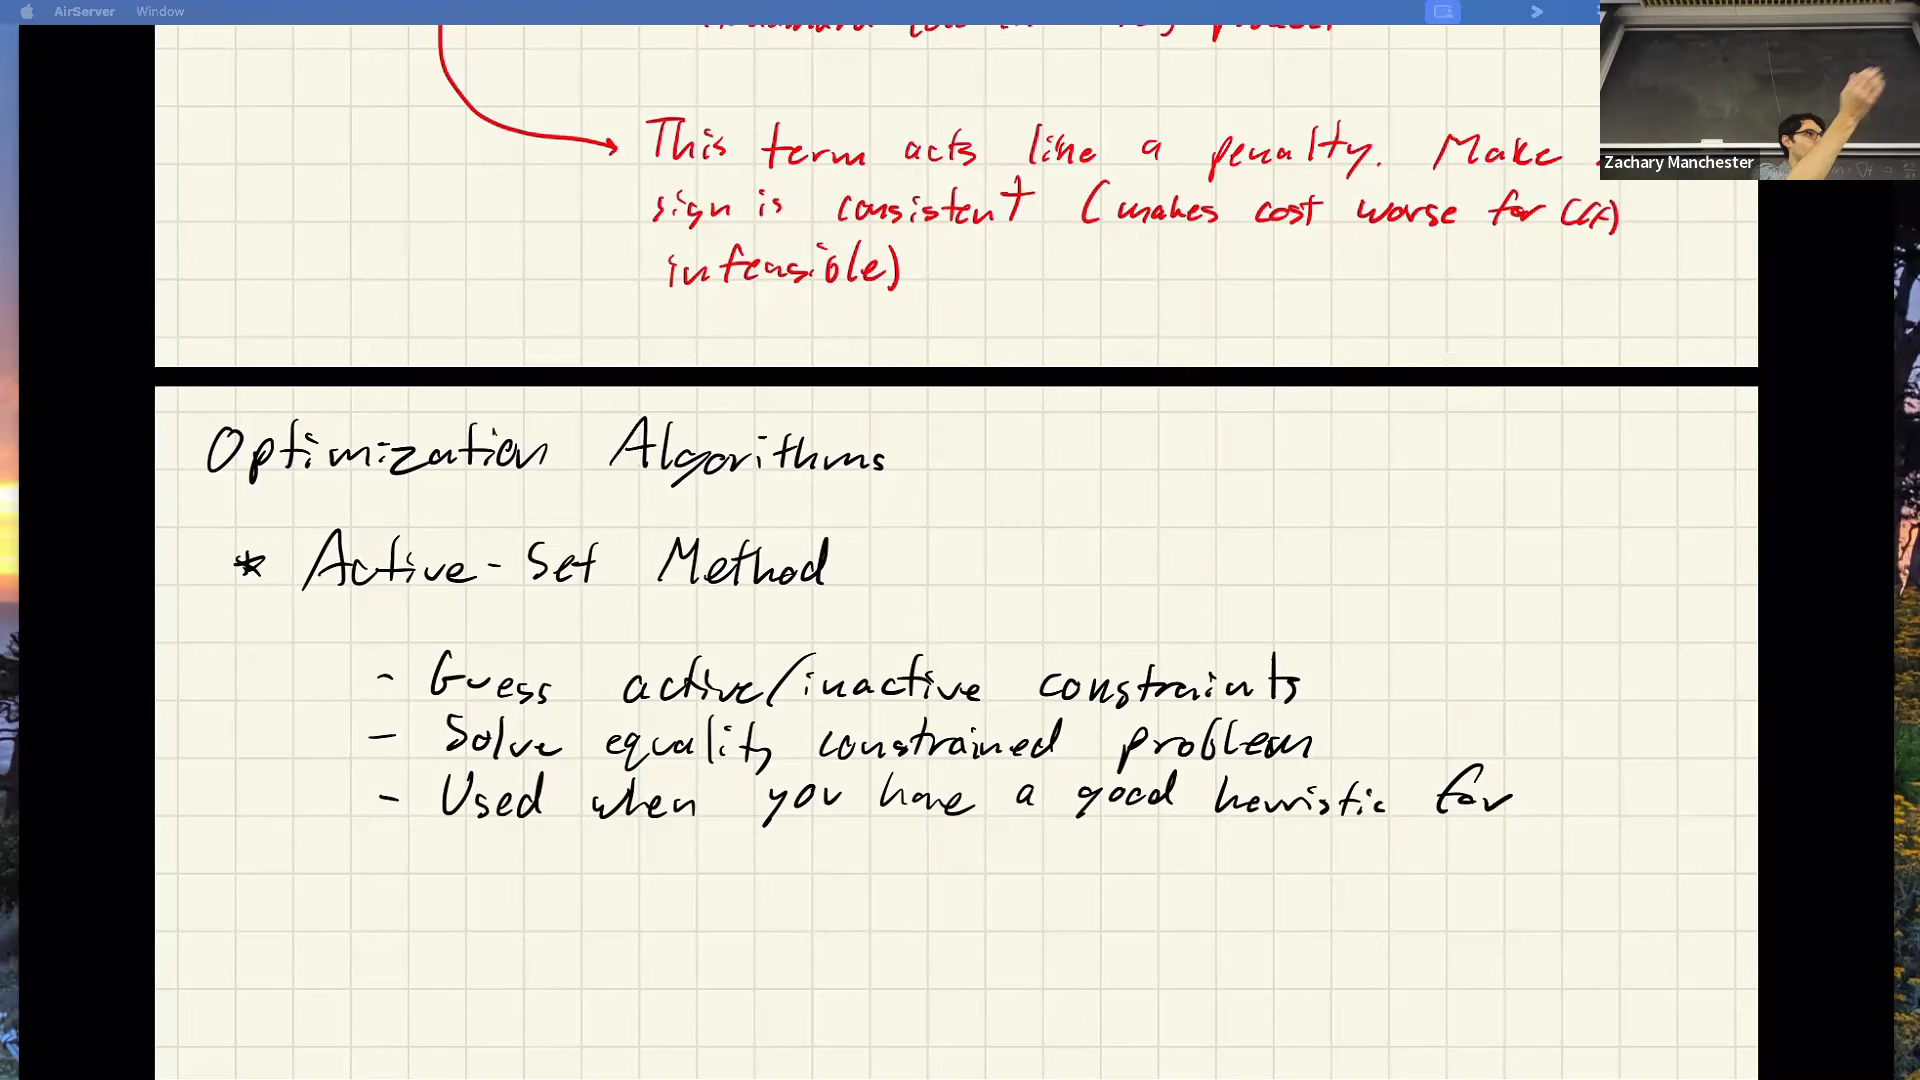 AirServer Window
This term acts like a penalty. Make
sign is consistent (makes cost worse for C(x)
infeasible)
Zachary Manchester
Optimization Algorithms
* Active-Set Method
- Guess active/inactive constraints
- Solve equality constrained problem
- Used when you have a good heuristic for